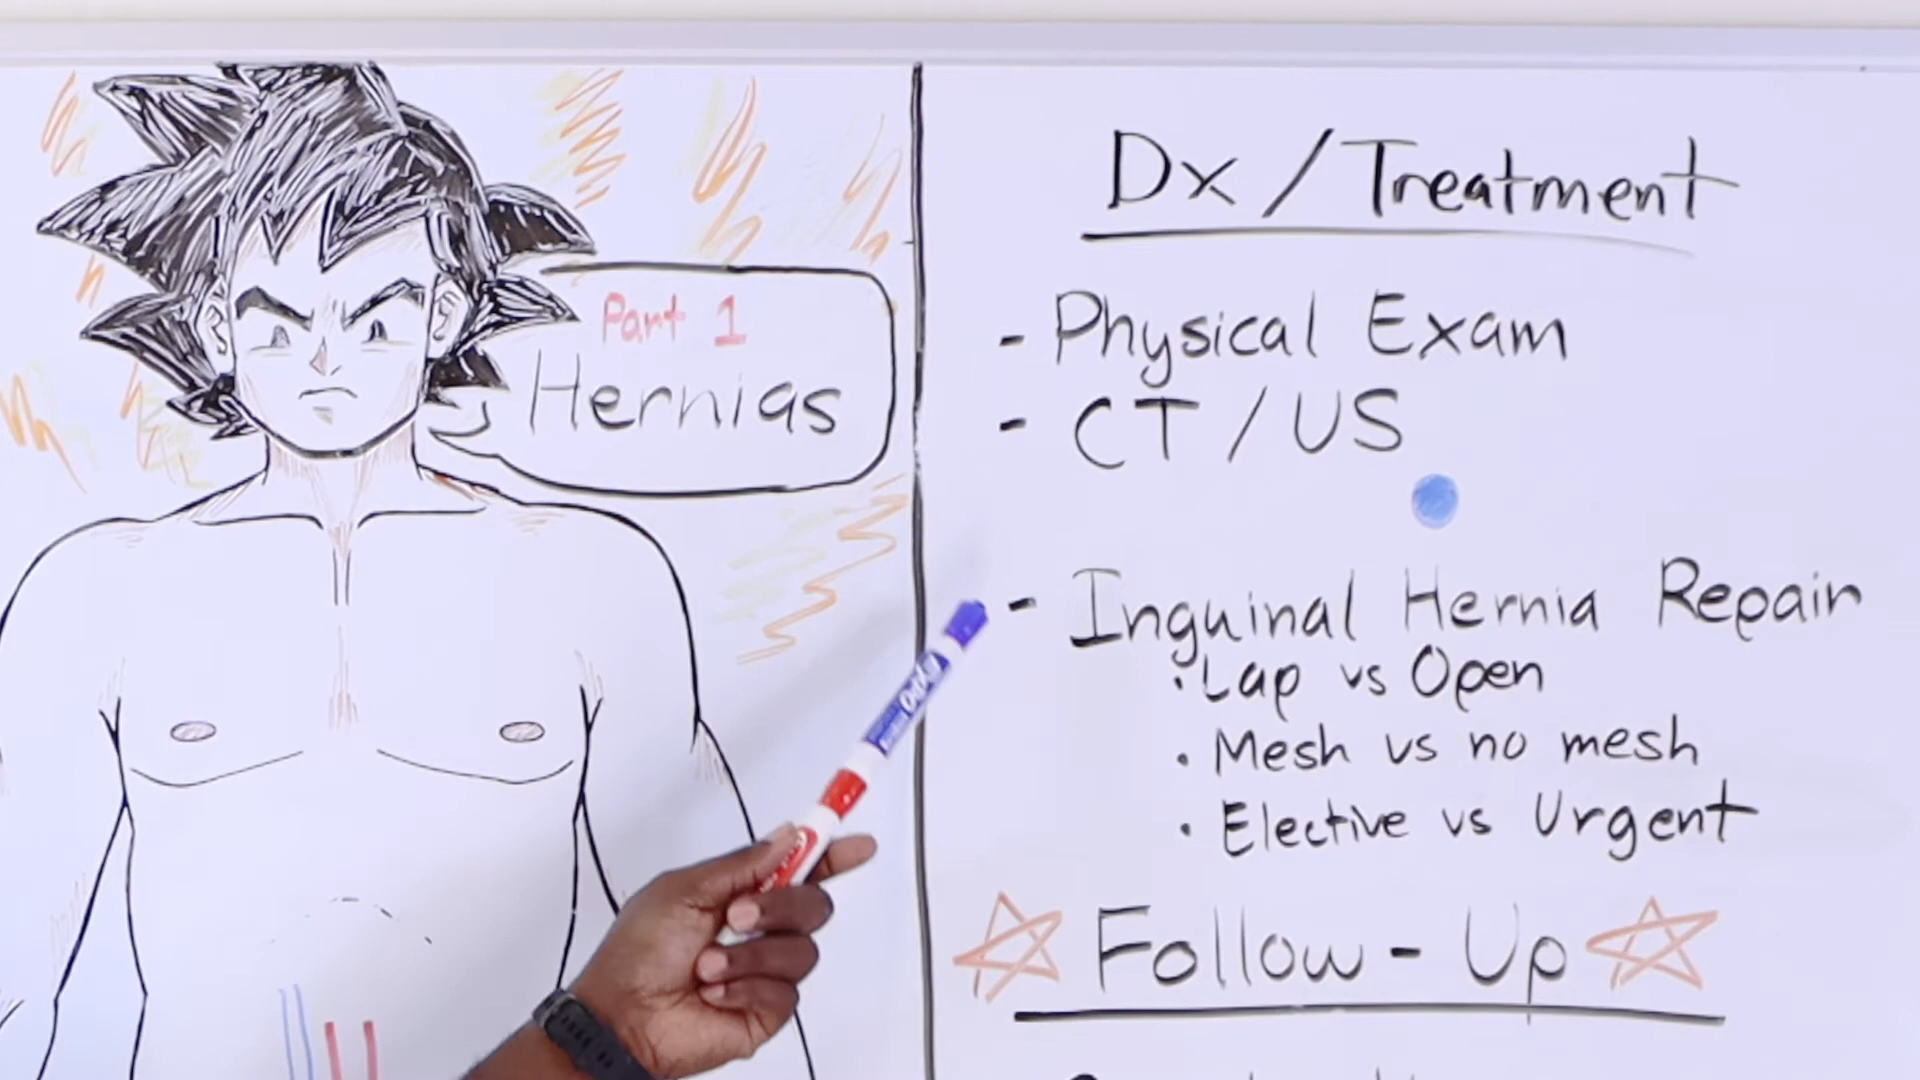 Part 1
Hernias
Dx / Treatment
- Physical Exam
- CT / US
- Inguinal Hernia Repair
• Lap vs Open
• Mesh vs no mesh
• Elective vs Urgent
Follow - Up